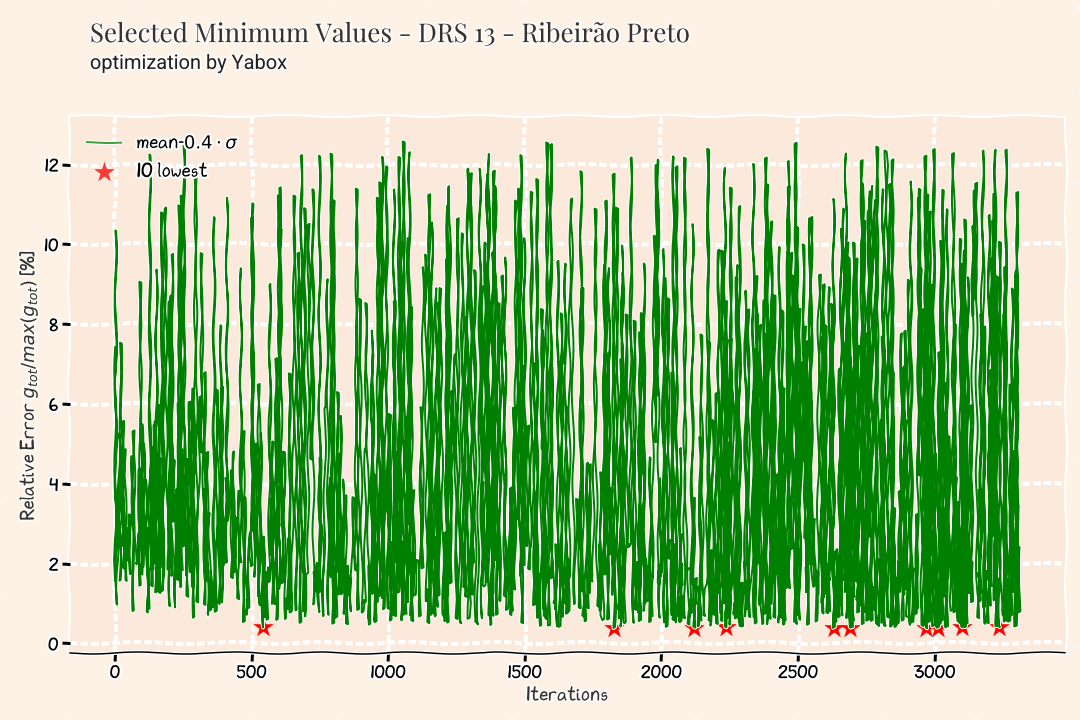 Selected Minimum Values - DRS 13 - Ribeirão Preto
optimization by Yabox
mean-0.4 · σ
10 lowest
Relative Error g_tot/max(g_tot) [%]
12
10
8
6
4
2
0
0 500 1000 1500 2000 2500 3000
Iterations